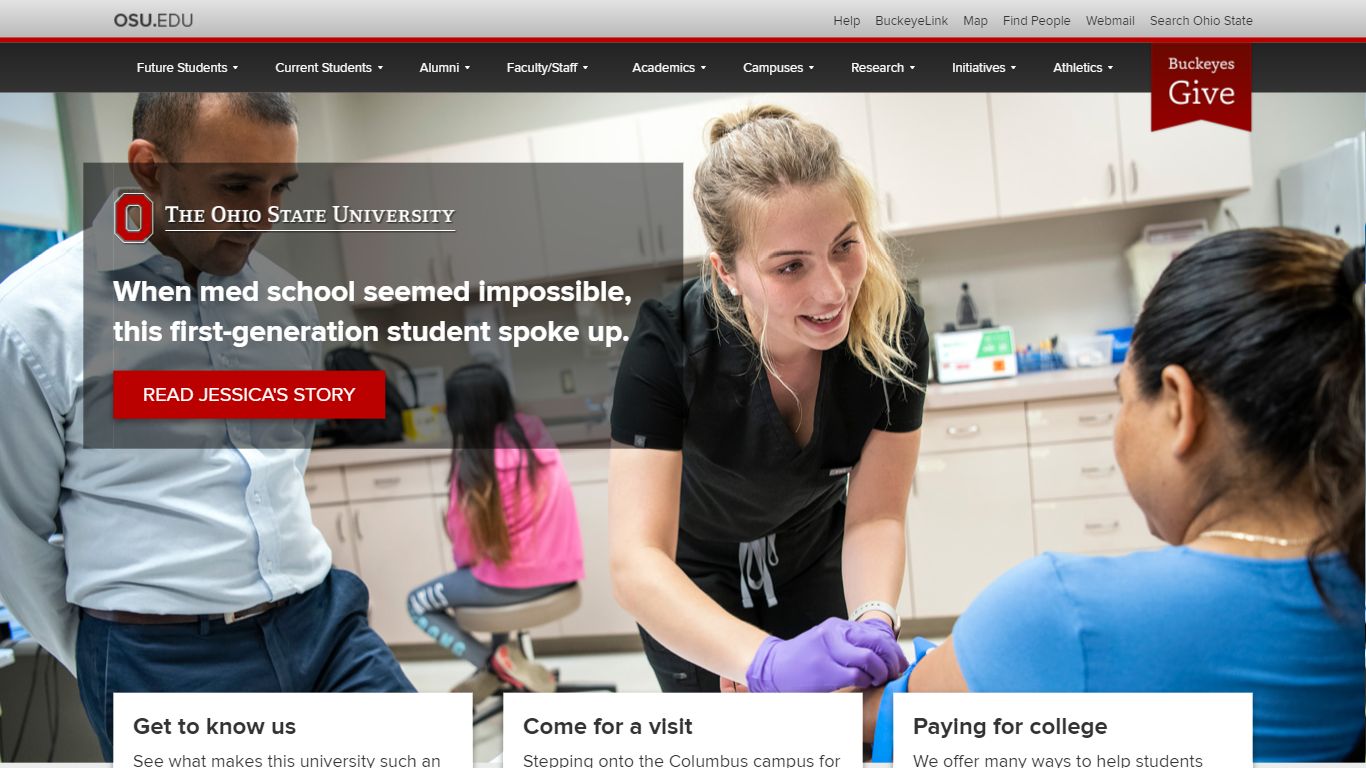 OSU.EDU
Help BuckeyeLink Map Find People Webmail Search Ohio State
Future Students Current Students Alumni Faculty/Staff Academics Campuses Research Initiatives Athletics
Buckeyes
Give
O
THE OHIO STATE UNIVERSITY
When med school seemed impossible,
this first-generation student spoke up.
READ JESSICA'S STORY
Get to know us
See what makes this university such an
Come for a visit
Stepping onto the Columbus campus for
Paying for college
We offer many ways to help students